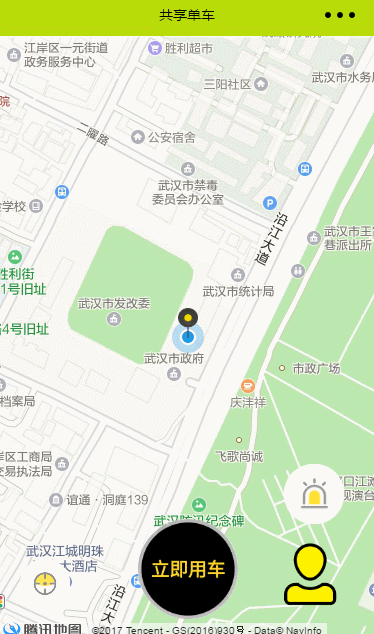 共享单车
江岸区一元街道
政务服务中心
胜利超市
三阳社区
武汉市水务局
院
二曜路
公安宿舍
武汉市禁毒
委员会办公室
学校
沿江大道
武汉市王家
巷派出所
胜利街
1号旧址
武汉市统计局
武汉市发改委
4号旧址
武汉市政府
市政广场
档案局
庆沣祥
飞歌尚诚
岸区工商局
交易执法局
口江滩
观演台
谊通·洞庭139
武汉防汛纪念碑
武汉江城明珠
大酒店
立即用车
沿江
腾讯地图
©2017 Tencent - GS(2016)930号 - Data© NavInfo